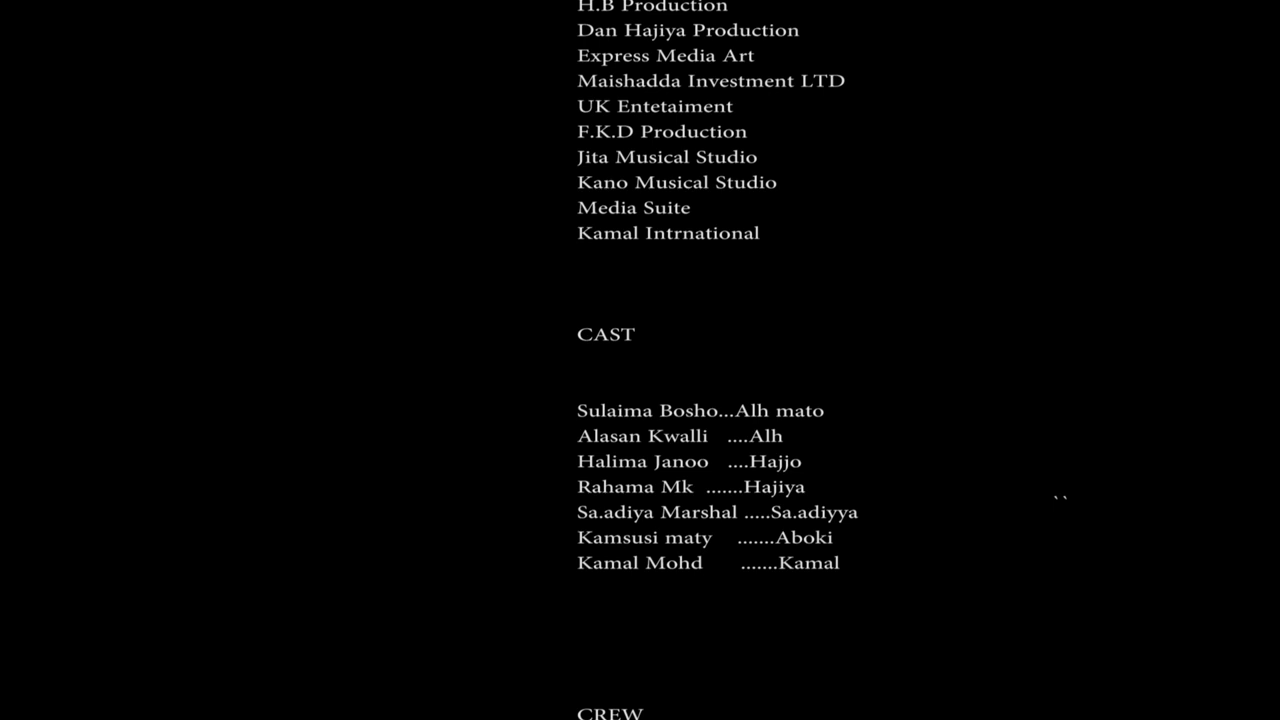 H.B Production
Dan Hajiya Production
Express Media Art
Maishadda Investment LTD
UK Entetaiment
F.K.D Production
Jita Musical Studio
Kano Musical Studio
Media Suite
Kamal Intrnational
CAST
Sulaima Bosho...Alh mato
Alasan Kwalli ....Alh
Halima Janoo ....Hajjo
Rahama Mk .......Hajiya
Sa.adiya Marshal .....Sa.adiyya
``
Kamsusi maty .......Aboki
Kamal Mohd .......Kamal
CREW